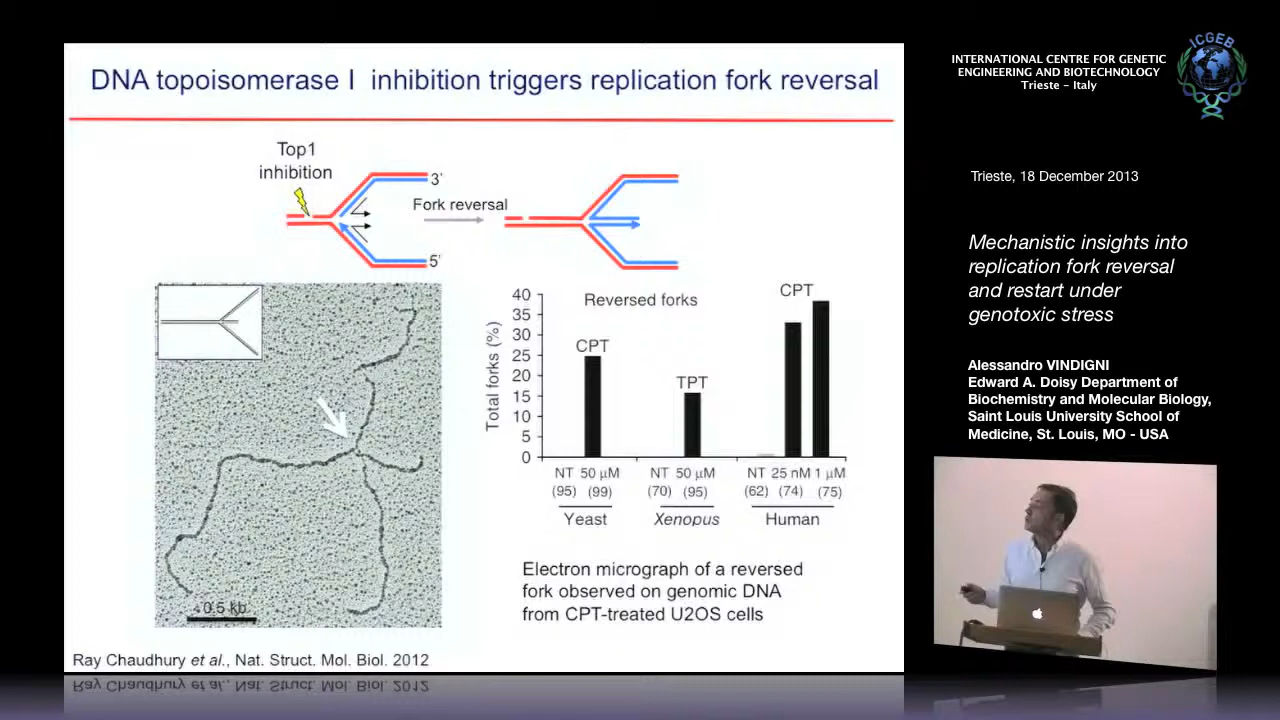 DNA topoisomerase I inhibition triggers replication fork reversal
Top1
inhibition
3'
5'
Fork reversal
0.5 kb
Reversed forks
Total forks (%)
40
35
30
25
20
15
10
5
0
CPT
TPT
CPT
NT 50 µM NT 50 µM NT 25 nM 1 µM
(95) (99) (70) (95) (62) (74) (75)
Yeast Xenopus Human
Electron micrograph of a reversed
fork observed on genomic DNA
from CPT-treated U2OS cells
Ray Chaudhury et al., Nat. Struct. Mol. Biol. 2012
INTERNATIONAL CENTRE FOR GENETIC
ENGINEERING AND BIOTECHNOLOGY
Trieste - Italy
ICGEB
Trieste, 18 December 2013
Mechanistic insights into
replication fork reversal
and restart under
genotoxic stress
Alessandro VINDIGNI
Edward A. Doisy Department of
Biochemistry and Molecular Biology,
Saint Louis University School of
Medicine, St. Louis, MO - USA